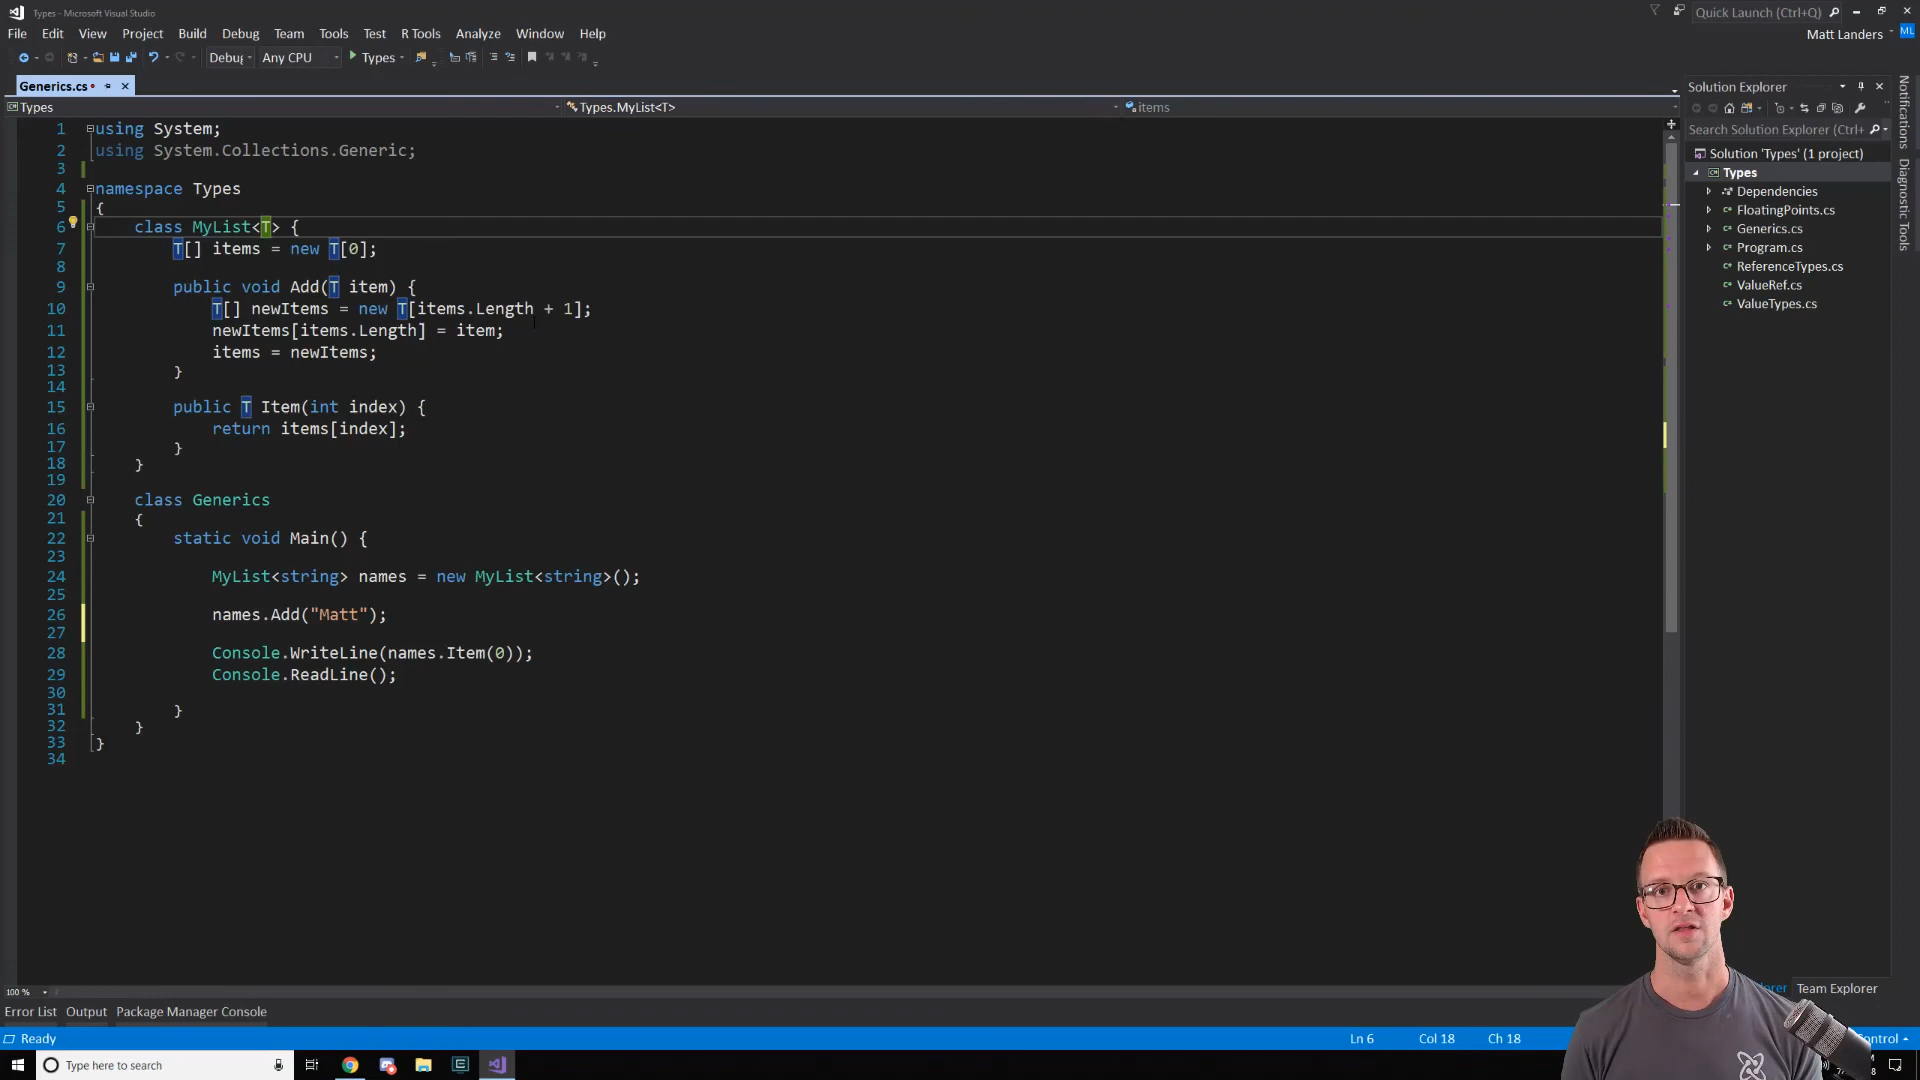 Types - Microsoft Visual Studio
Quick Launch (Ctrl+Q)
File Edit View Project Build Debug Team Tools Test R Tools Analyze Window Help
Matt Landers
ML
Debug Any CPU Types
Generics.cs
Types
Types.MyList<T>
items
1 using System;
2 using System.Collections.Generic;
3
4 namespace Types
5 {
6 class MyList<T> {
7 T[] items = new T[0];
8
9 public void Add(T item) {
10 T[] newItems = new T[items.Length + 1];
11 newItems[items.Length] = item;
12 items = newItems;
13 }
14
15 public T Item(int index) {
16 return items[index];
17 }
18 }
19
20 class Generics
21 {
22 static void Main() {
23
24 MyList<string> names = new MyList<string>();
25
26 names.Add("Matt");
27
28 Console.WriteLine(names.Item(0));
29 Console.ReadLine();
30
31 }
32 }
33 }
34
Solution Explorer
Search Solution Explorer (Ctrl+
Solution 'Types' (1 project)
Types
Dependencies
FloatingPoints.cs
Generics.cs
Program.cs
ReferenceTypes.cs
ValueRef.cs
ValueTypes.cs
Notifications
Diagnostic Tools
100 %
Team Explorer
Error List Output Package Manager Console
Ready
Ln 6 Col 18 Ch 18
Type here to search